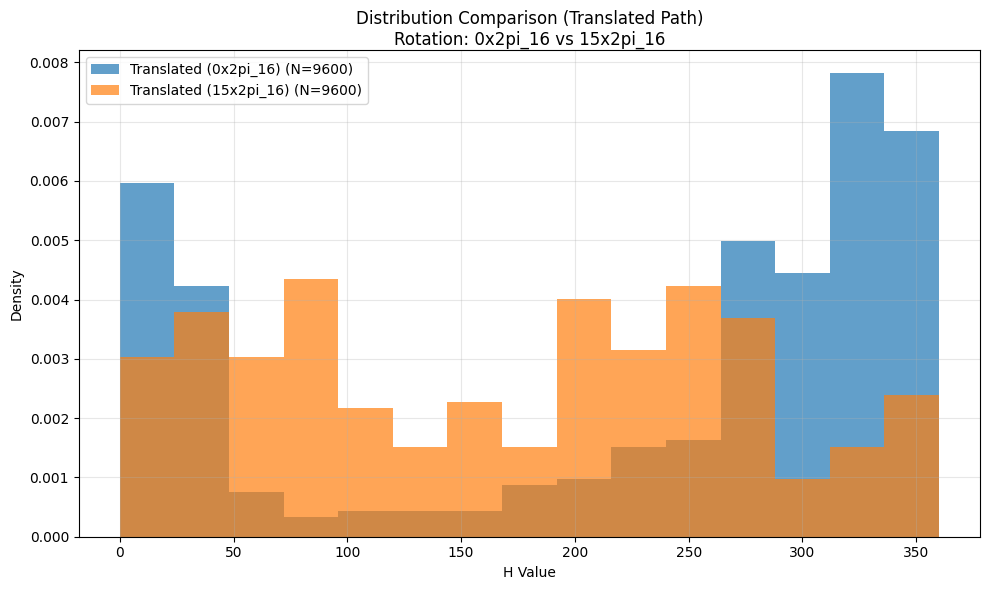 Distribution Comparison (Translated Path)
Rotation: 0x2pi_16 vs 15x2pi_16
Translated (0x2pi_16) (N=9600)
Translated (15x2pi_16) (N=9600)
Density
0.008
0.007
0.006
0.005
0.004
0.003
0.002
0.001
0.000
0 50 100 150 200 250 300 350
H Value